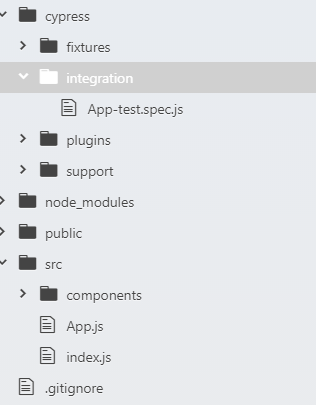 cypress
fixtures
integration
App-test.spec.js
plugins
support
node_modules
public
src
components
App.js
index.js
.gitignore